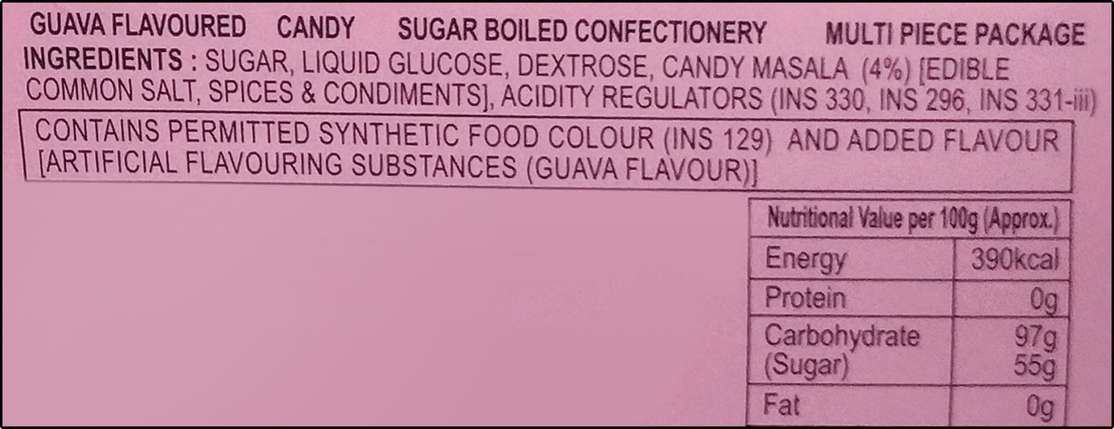 GUAVA FLAVOURED CANDY SUGAR BOILED CONFECTIONERY MULTI PIECE PACKAGE
INGREDIENTS : SUGAR, LIQUID GLUCOSE, DEXTROSE, CANDY MASALA (4%) [EDIBLE
COMMON SALT, SPICES & CONDIMENTS], ACIDITY REGULATORS (INS 330, INS 296, INS 331-iii)
CONTAINS PERMITTED SYNTHETIC FOOD COLOUR (INS 129) AND ADDED FLAVOUR
[ARTIFICIAL FLAVOURING SUBSTANCES (GUAVA FLAVOUR)]
Nutritional Value per 100g (Approx.)
Energy 390kcal
Protein 0g
Carbohydrate 97g
(Sugar) 55g
Fat 0g